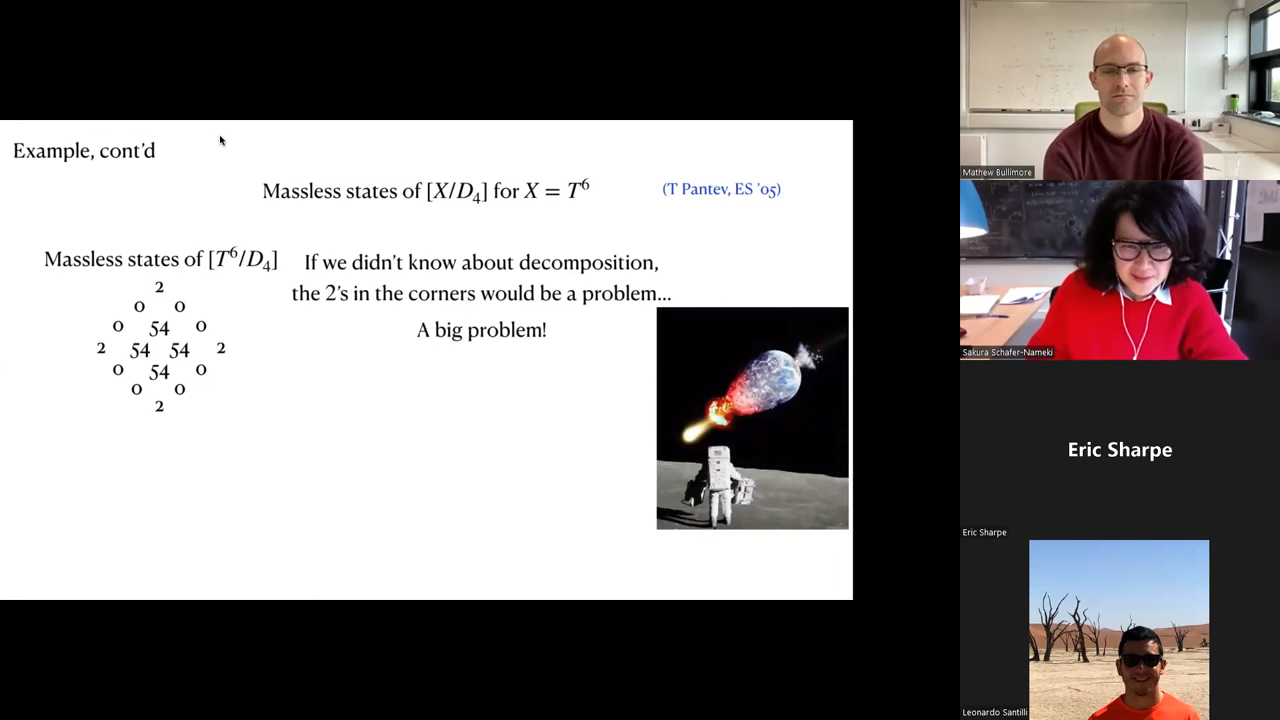 Example, cont'd
Massless states of [X/D₄] for X = T⁶
(T Pantev, ES '05)
Massless states of [T⁶/D₄]
If we didn't know about decomposition,
the 2's in the corners would be a problem...
A big problem!
2
0 0
0 54 0
2 54 54 2
0 54 0
0 0
2
Mathew Bullimore
Sakura Schafer-Nameki
Eric Sharpe
Eric Sharpe
Leonardo Santilli